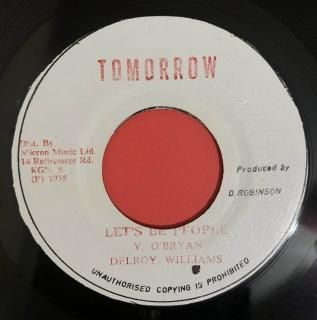 TOMORROW
Dist. By
Micron Music Ltd.
14 Retirement Rd.
KGN. 5
(P) 1975
Produced by
D. ROBINSON
LET'S BE PEOPLE
V. O'BRYAN
DELROY WILLIAMS
UNAUTHORISED COPYING IS PROHIBITED